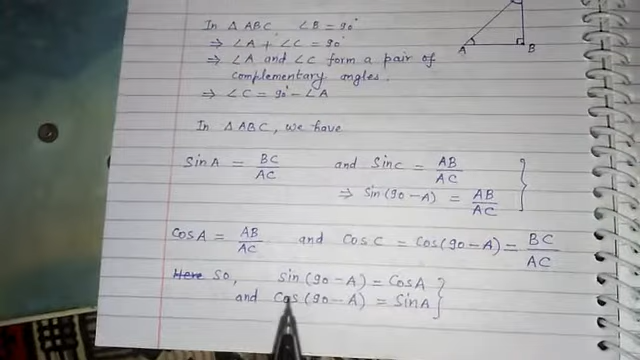 A
B
In △ ABC ∠B = 90°
⇒ ∠A + ∠C = 90°
⇒ ∠A and ∠C form a pair of
complementary angles.
⇒ ∠C = 90° − ∠A
In △ ABC, we have
Sin A = BC/AC and Sinc = AB/AC
⇒ Sin (90 − A) = AB/AC
Cos A = AB/AC and Cos C = Cos (90 − A) = BC/AC
Here So, Sin (90 − A) = Cos A
and Cos (90 − A) = Sin A